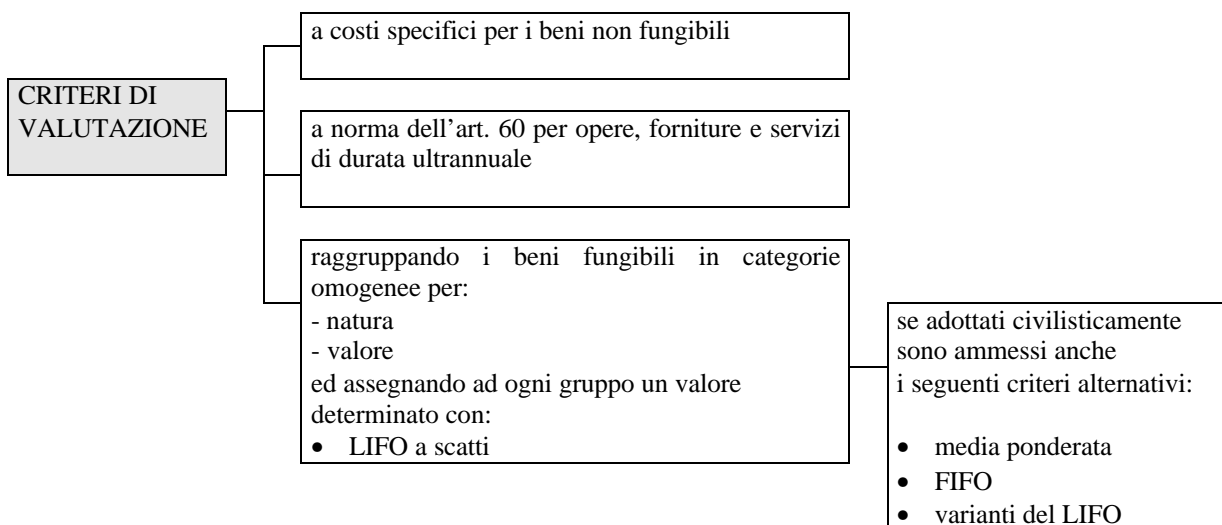 a costi specifici per i beni non fungibili
CRITERI DI
VALUTAZIONE
a norma dell'art. 60 per opere, forniture e servizi
di durata ultrannuale
raggruppando i beni fungibili in categorie
omogenee per:
- natura
- valore
ed assegnando ad ogni gruppo un valore
determinato con:
• LIFO a scatti
se adottati civilisticamente
sono ammessi anche
i seguenti criteri alternativi:
• media ponderata
• FIFO
• varianti del LIFO